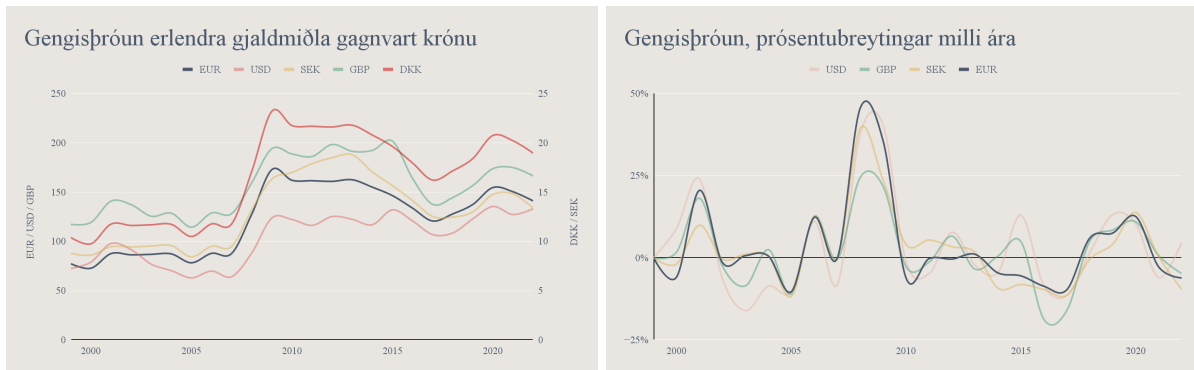 Gengisþróun erlendra gjaldmiðla gagnvart krónu
EUR USD SEK GBP DKK
250
200
150
100
50
0
EUR / USD / GBP
25
20
15
10
5
0
DKK / SEK
2000 2005 2010 2015 2020
Gengisþróun, prósentubreytingar milli ára
USD GBP SEK EUR
50%
25%
0%
−25%
2000 2005 2010 2015 2020